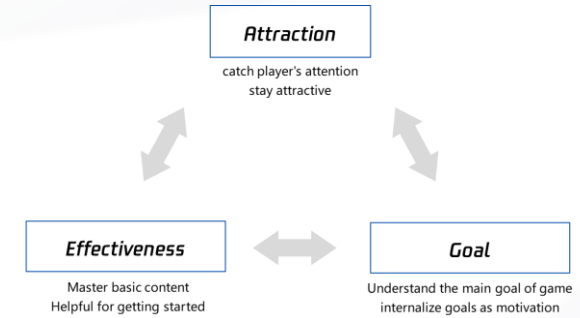 Attraction
catch player's attention
stay attractive
Effectiveness
Master basic content
Helpful for getting started
Goal
Understand the main goal of game
internalize goals as motivation